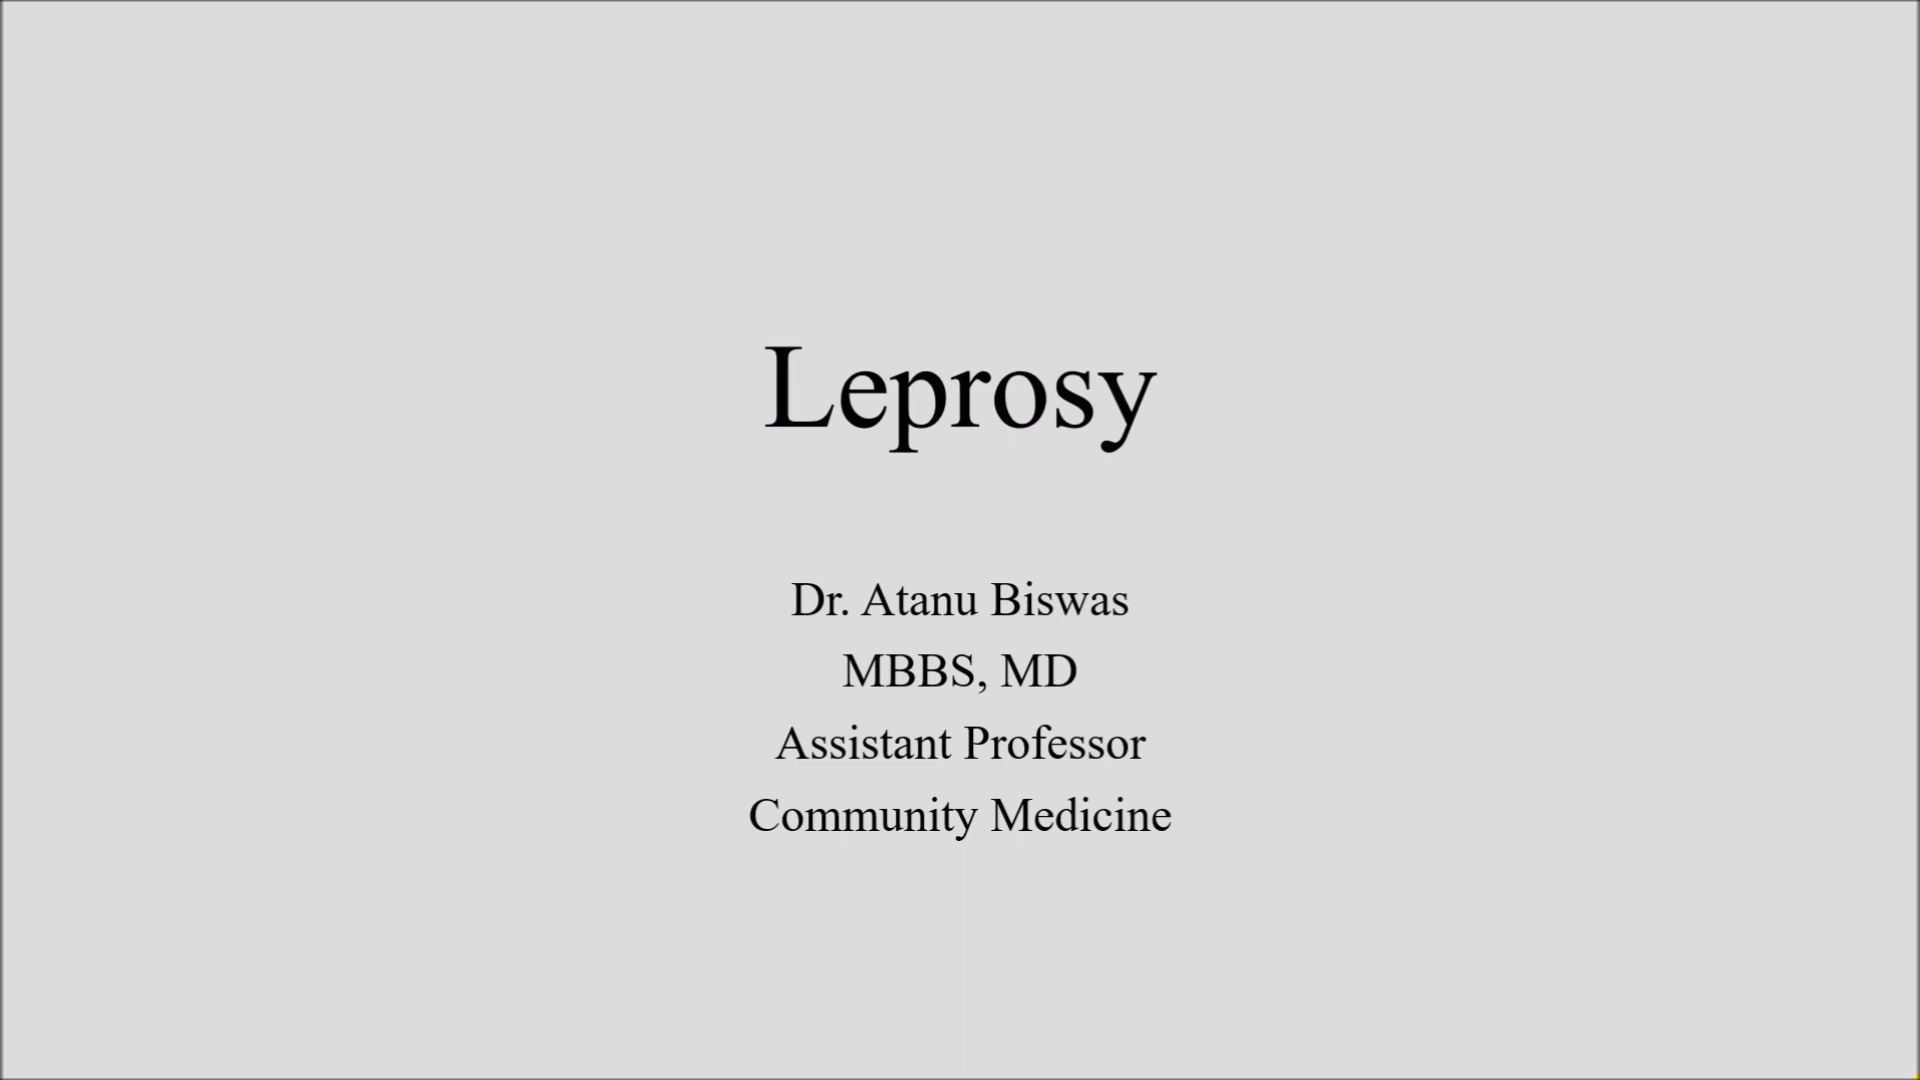 Leprosy
Dr. Atanu Biswas
MBBS, MD
Assistant Professor
Community Medicine